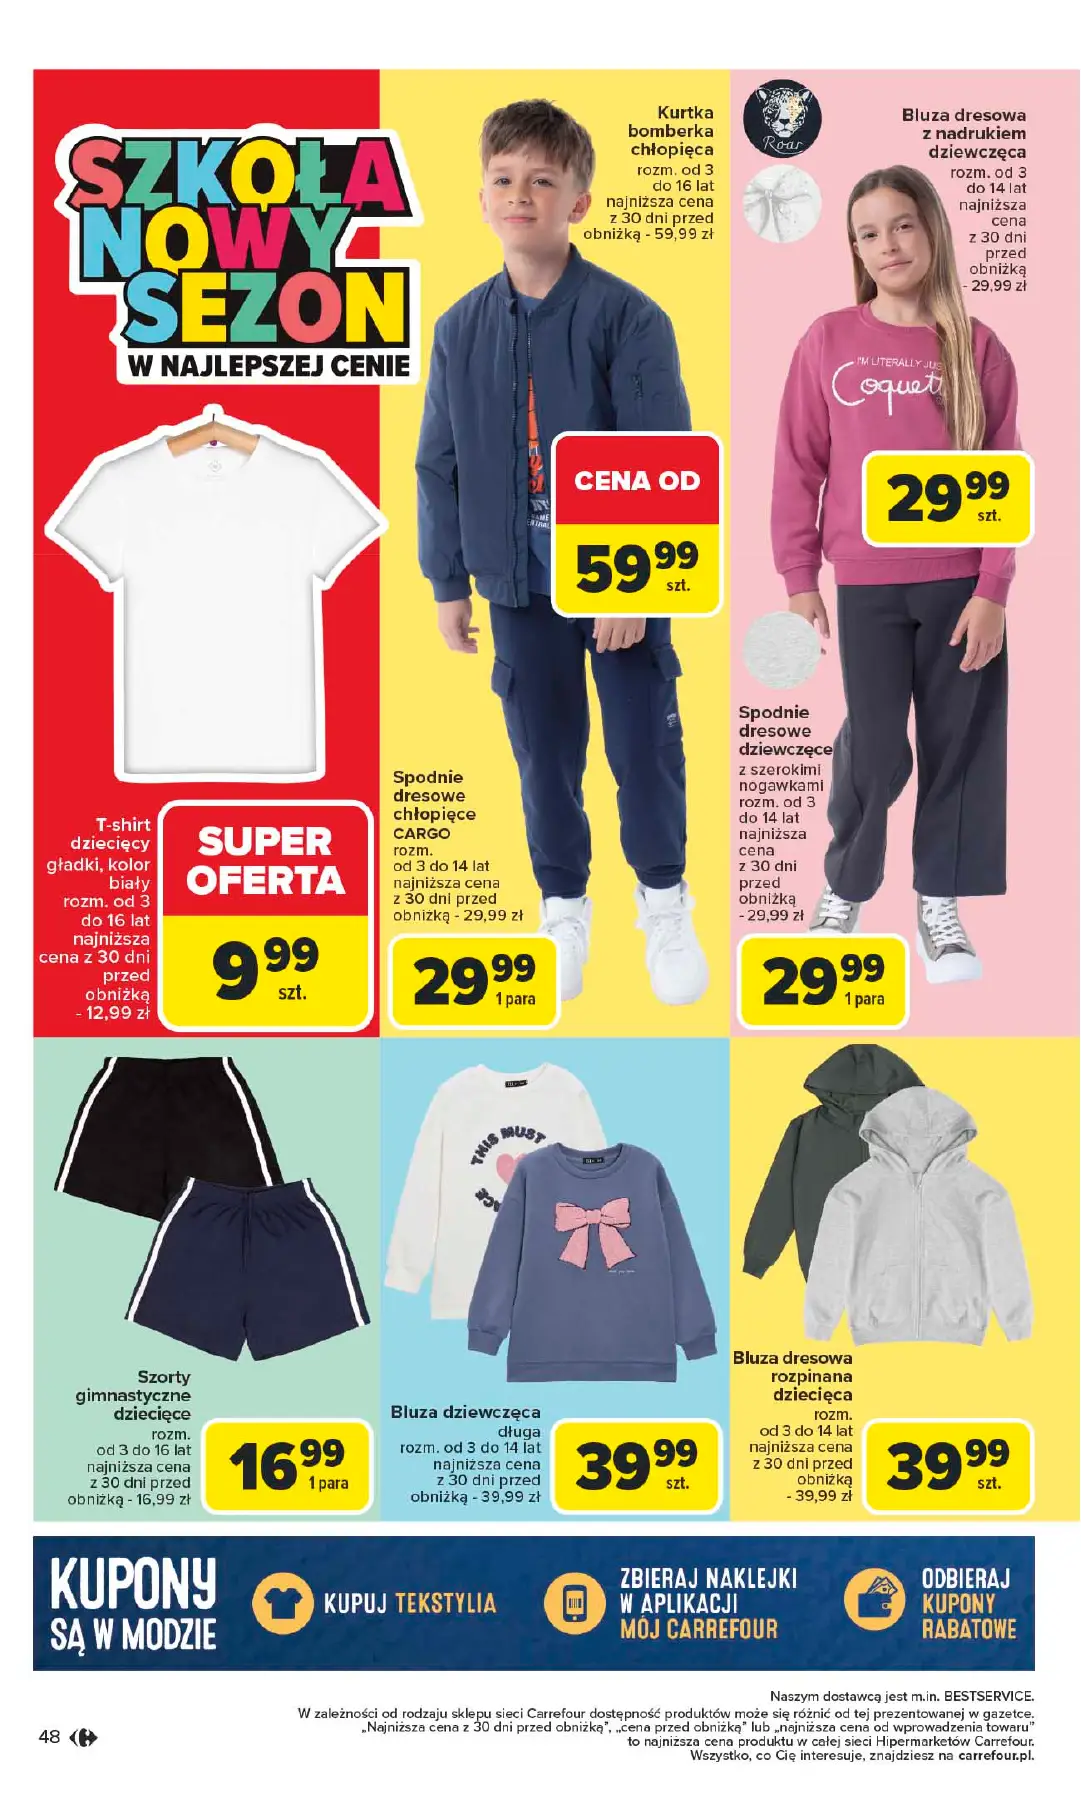 SZKOŁA
NOWY
SEZON
W NAJLEPSZEJ CENIE
T-shirt
dziecięcy
gładki, kolor
biały
rozm. od 3
do 16 lat
najniższa
cena z 30 dni
przed
obniżką
- 12,99 zł
SUPER
OFERTA
9 99
szt.
Kurtka
bomberka
chłopięca
rozm. od 3
do 16 lat
najniższa cena
z 30 dni przed
obniżką - 59,99 zł
CENA OD
59 99
szt.
Spodnie
dresowe
chłopięce
CARGO
rozm.
od 3 do 14 lat
najniższa cena
z 30 dni przed
obniżką - 29,99 zł
29 99
1 para
Roar
Bluza dresowa
z nadrukiem
dziewczęca
rozm. od 3
do 14 lat
najniższa
cena
z 30 dni
przed
obniżką
- 29,99 zł
I'M LITERALLY JUS
Coquett
29 99
szt.
Spodnie
dresowe
dziewczęce
z szerokimi
nogawkami
rozm. od 3
do 14 lat
najniższa
cena
z 30 dni
przed
obniżką
- 29,99 zł
29 99
1 para
Szorty
gimnastyczne
dziecięce
rozm.
od 3 do 16 lat
najniższa cena
z 30 dni przed
obniżką - 16,99 zł
16 99
1 para
THIS MUST
Bluza dziewczęca
długa
rozm. od 3 do 14 lat
najniższa cena
z 30 dni przed
obniżką - 39,99 zł
39 99
szt.
Bluza dresowa
rozpinana
dziecięca
rozm.
od 3 do 14 lat
najniższa cena
z 30 dni przed
obniżką
- 39,99 zł
39 99
szt.
KUPONY
SĄ W MODZIE
KUPUJ TEKSTYLIA
ZBIERAJ NAKLEJKI
W APLIKACJI
MÓJ CARREFOUR
ODBIERAJ
KUPONY
RABATOWE
Naszym dostawcą jest m.in. BESTSERVICE.
W zależności od rodzaju sklepu sieci Carrefour dostępność produktów może się różnić od tej prezentowanej w gazetce.
„Najniższa cena z 30 dni przed obniżką", „cena przed obniżką" lub „najniższa cena od wprowadzenia towaru"
to najniższa cena produktu w całej sieci Hipermarketów Carrefour.
Wszystko, co Cię interesuje, znajdziesz na carrefour.pl.
48